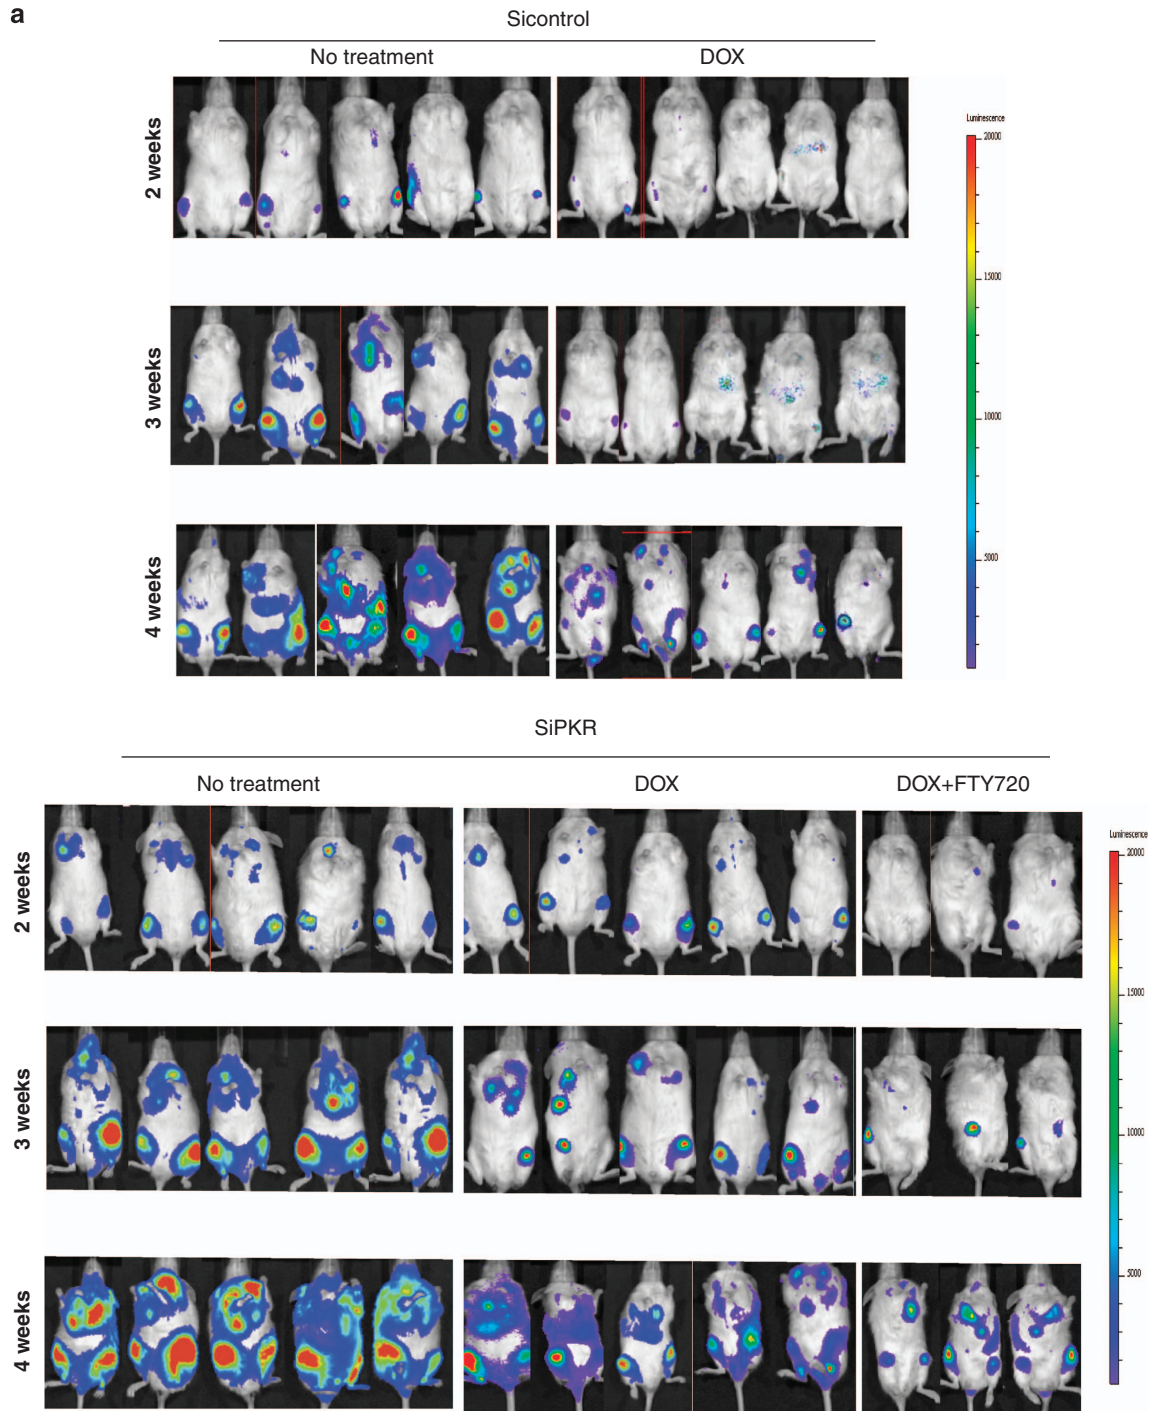 a
Sicontrol
No treatment
DOX
2 weeks
3 weeks
4 weeks
Luminescence
20000
15000
10000
5000
SiPKR
No treatment
DOX
DOX+FTY720
2 weeks
3 weeks
4 weeks
Luminescence
20000
15000
10000
5000